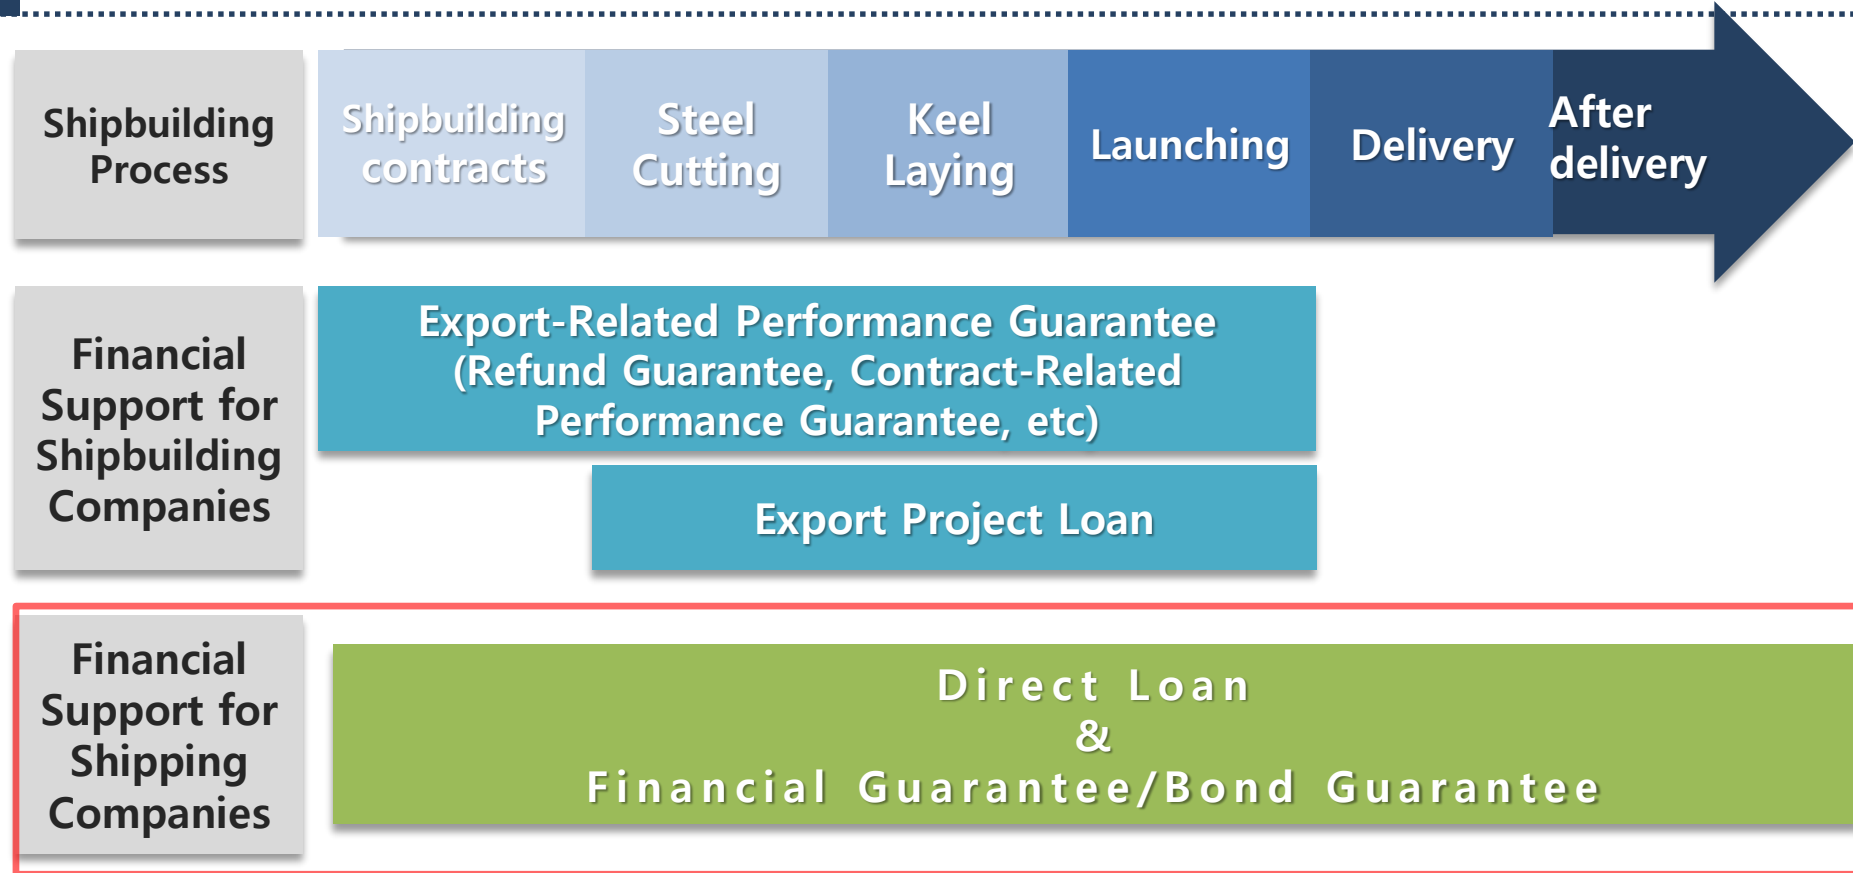 Shipbuilding
Process
Shipbuilding
contracts
Steel
Cutting
Keel
Laying
Launching
Delivery
After
delivery
Financial
Support for
Shipbuilding
Companies
Export-Related Performance Guarantee
(Refund Guarantee, Contract-Related
Performance Guarantee, etc)
Export Project Loan
Financial
Support for
Shipping
Companies
Direct Loan
&
Financial Guarantee/Bond Guarantee